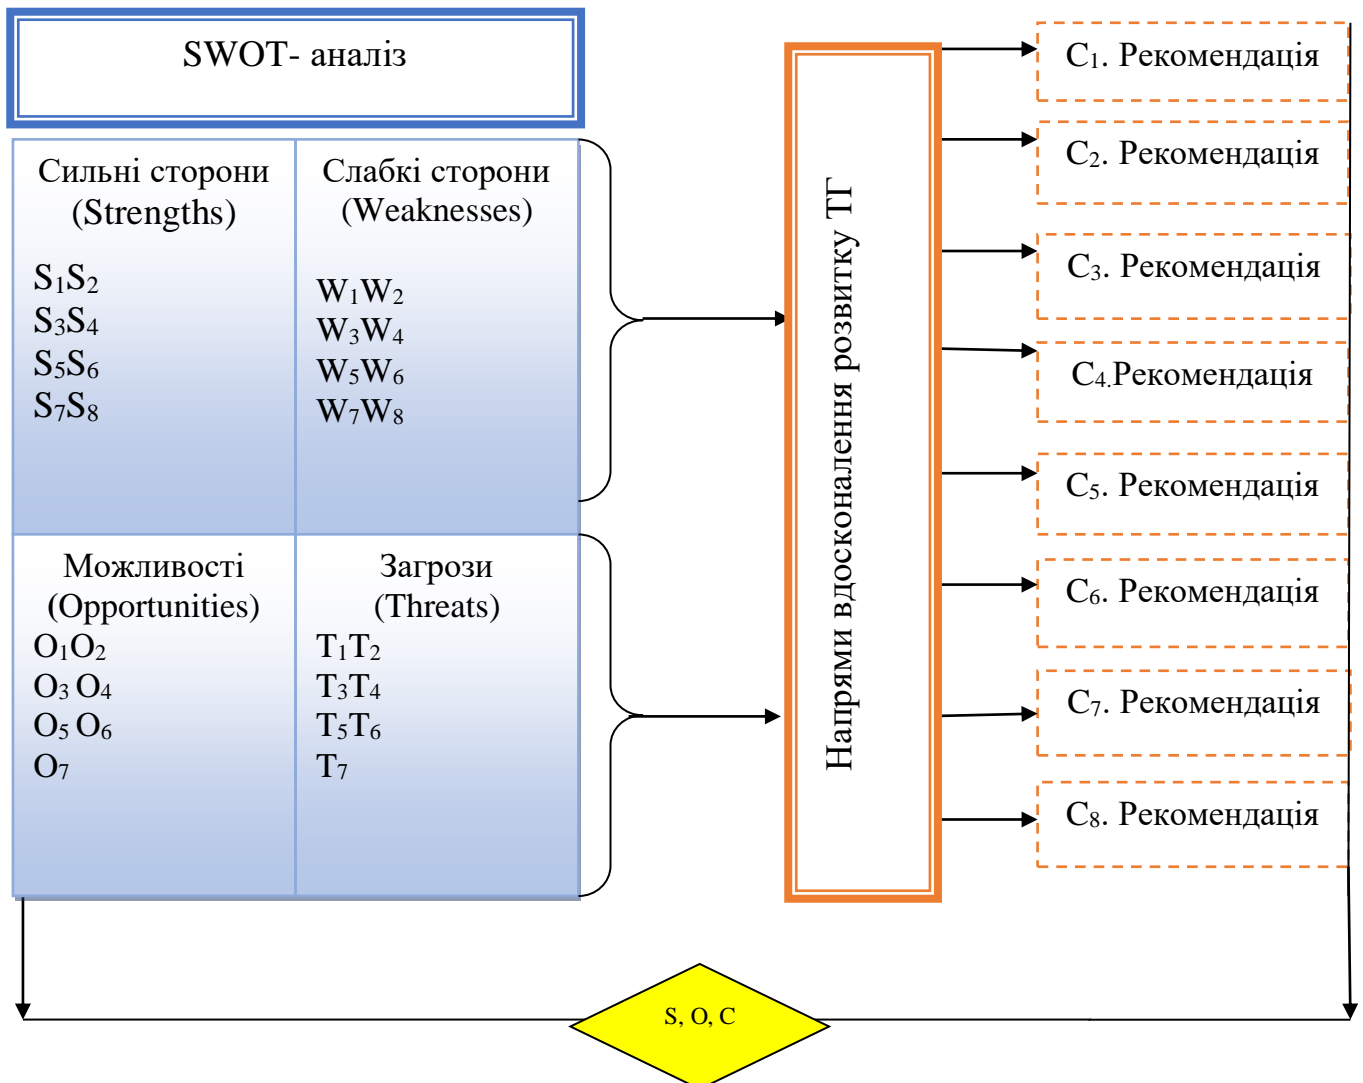 SWOT- аналіз
Сильні сторони
(Strengths)
S₁S₂
S₃S₄
S₅S₆
S₇S₈
Слабкі сторони
(Weaknesses)
W₁W₂
W₃W₄
W₅W₆
W₇W₈
Можливості
(Opportunities)
O₁O₂
O₃ O₄
O₅ O₆
O₇
Загрози
(Threats)
T₁T₂
T₃T₄
T₅T₆
T₇
Напрями вдосконалення розвитку ТГ
C₁. Рекомендація
C₂. Рекомендація
C₃. Рекомендація
C₄.Рекомендація
C₅. Рекомендація
C₆. Рекомендація
C₇. Рекомендація
C₈. Рекомендація
S, O, C